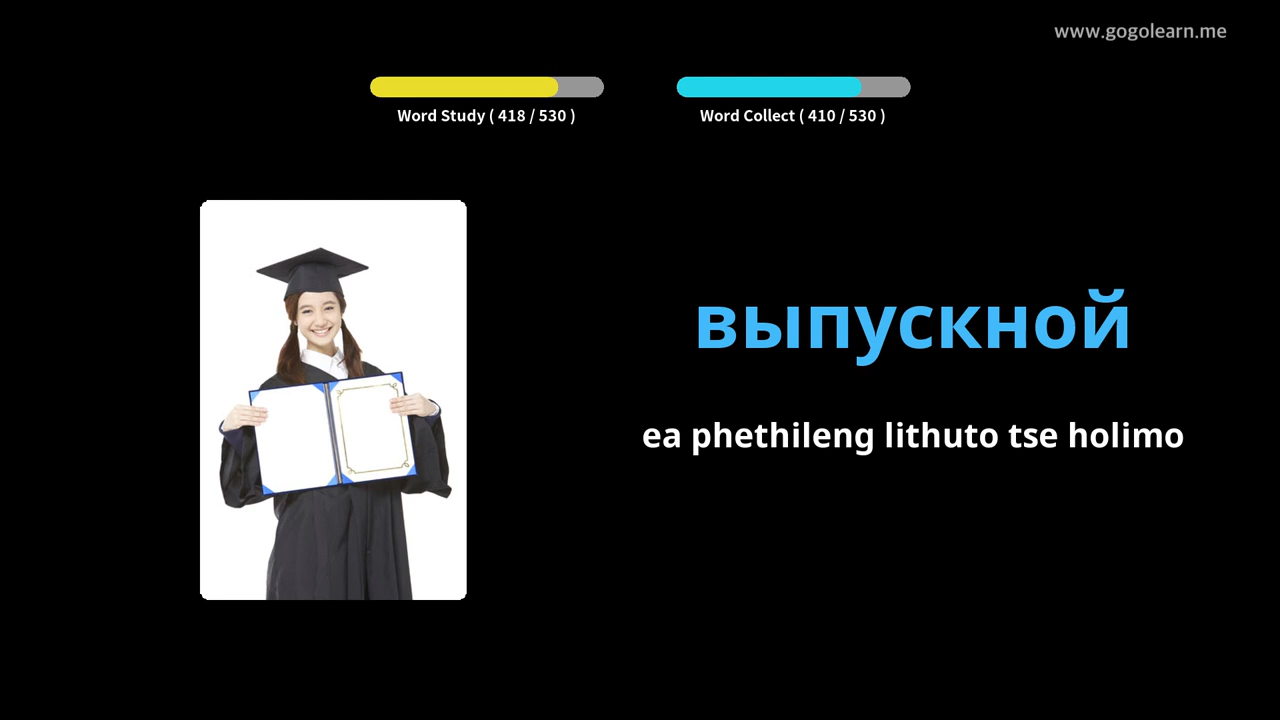 www.gogolearn.me
Word Study ( 418 / 530 )
Word Collect ( 410 / 530 )
выпускной
ea phethileng lithuto tse holimo